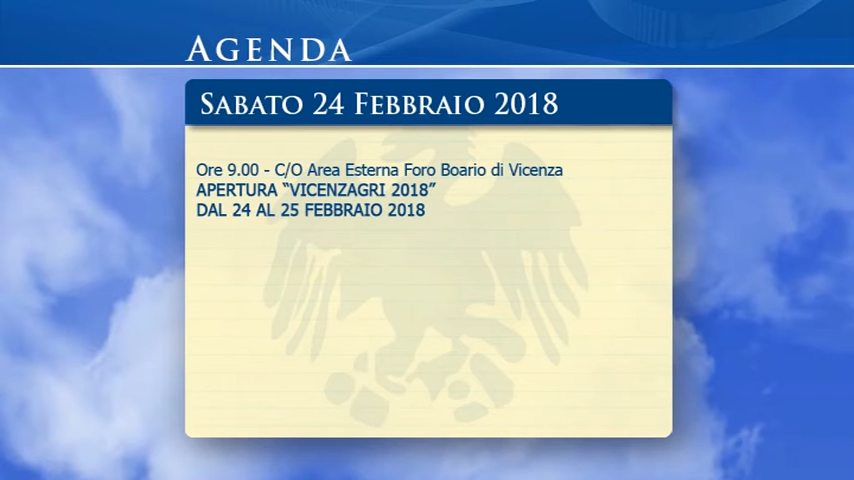 AGENDA
SABATO 24 FEBBRAIO 2018
Ore 9.00 - C/O Area Esterna Foro Boario di Vicenza
APERTURA “VICENZAGRI 2018”
DAL 24 AL 25 FEBBRAIO 2018